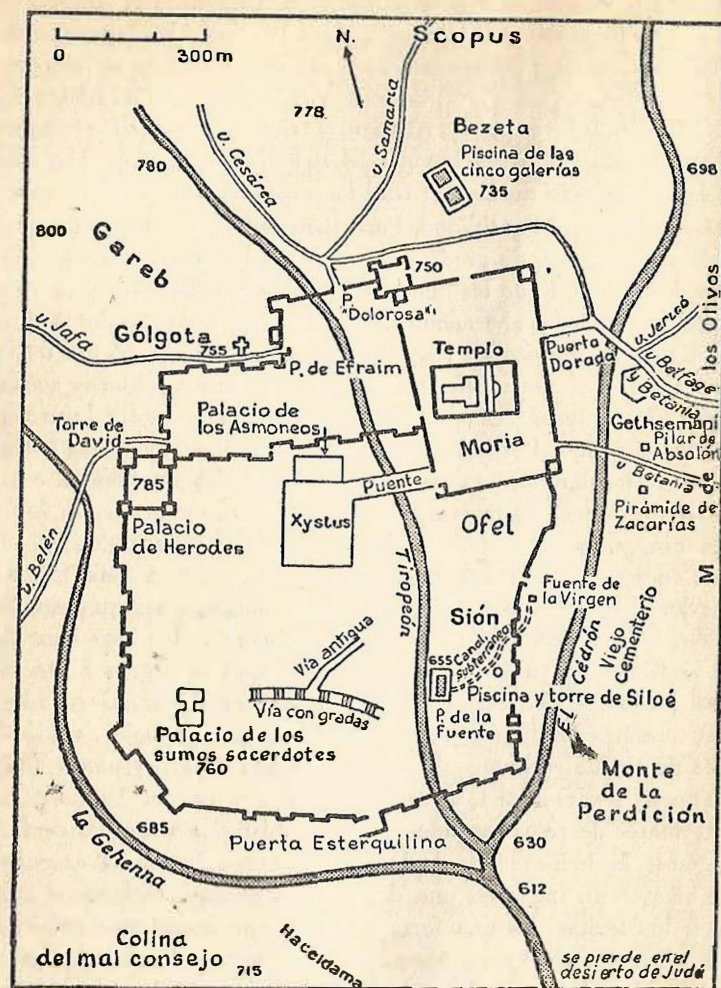 0 300m
N.
Scopus
778
v. Cesárea
v. Samaria
Bezeta
Piscina de las
cinco galerías
735
780
698
800
Gareb
750
P.
"Dolorosa"
v. Jafa
Gólgota
755
P. de Efraim
Templo
Puerta
Dorada
v. Jericó
v. Betfage
y Betania
M de los Olivos
Palacio de
los Asmoneos
Torre de
David
Moria
Gethsemaní
Pilar de
Absalón
v. Betania
Pirámide de
Zacarías
785
Puente
Palacio
de Herodes
Xystus
Ofel
v. Belén
Tiropeón
Fuente de
la Virgen
Sión
Viejo
Cementerio
El Cedrón
Vía antigua
655
Canal
Subterráneo
Vía con gradas
Piscina y torre de Siloé
P. de la
Fuente
Palacio de los
sumos sacerdotes
760
Monte
de la
Perdición
685
la Gehenna
Puerta Esterquilina
630
612
Colina
del mal consejo 715
Haceldama
se pierde en el
desierto de Judá